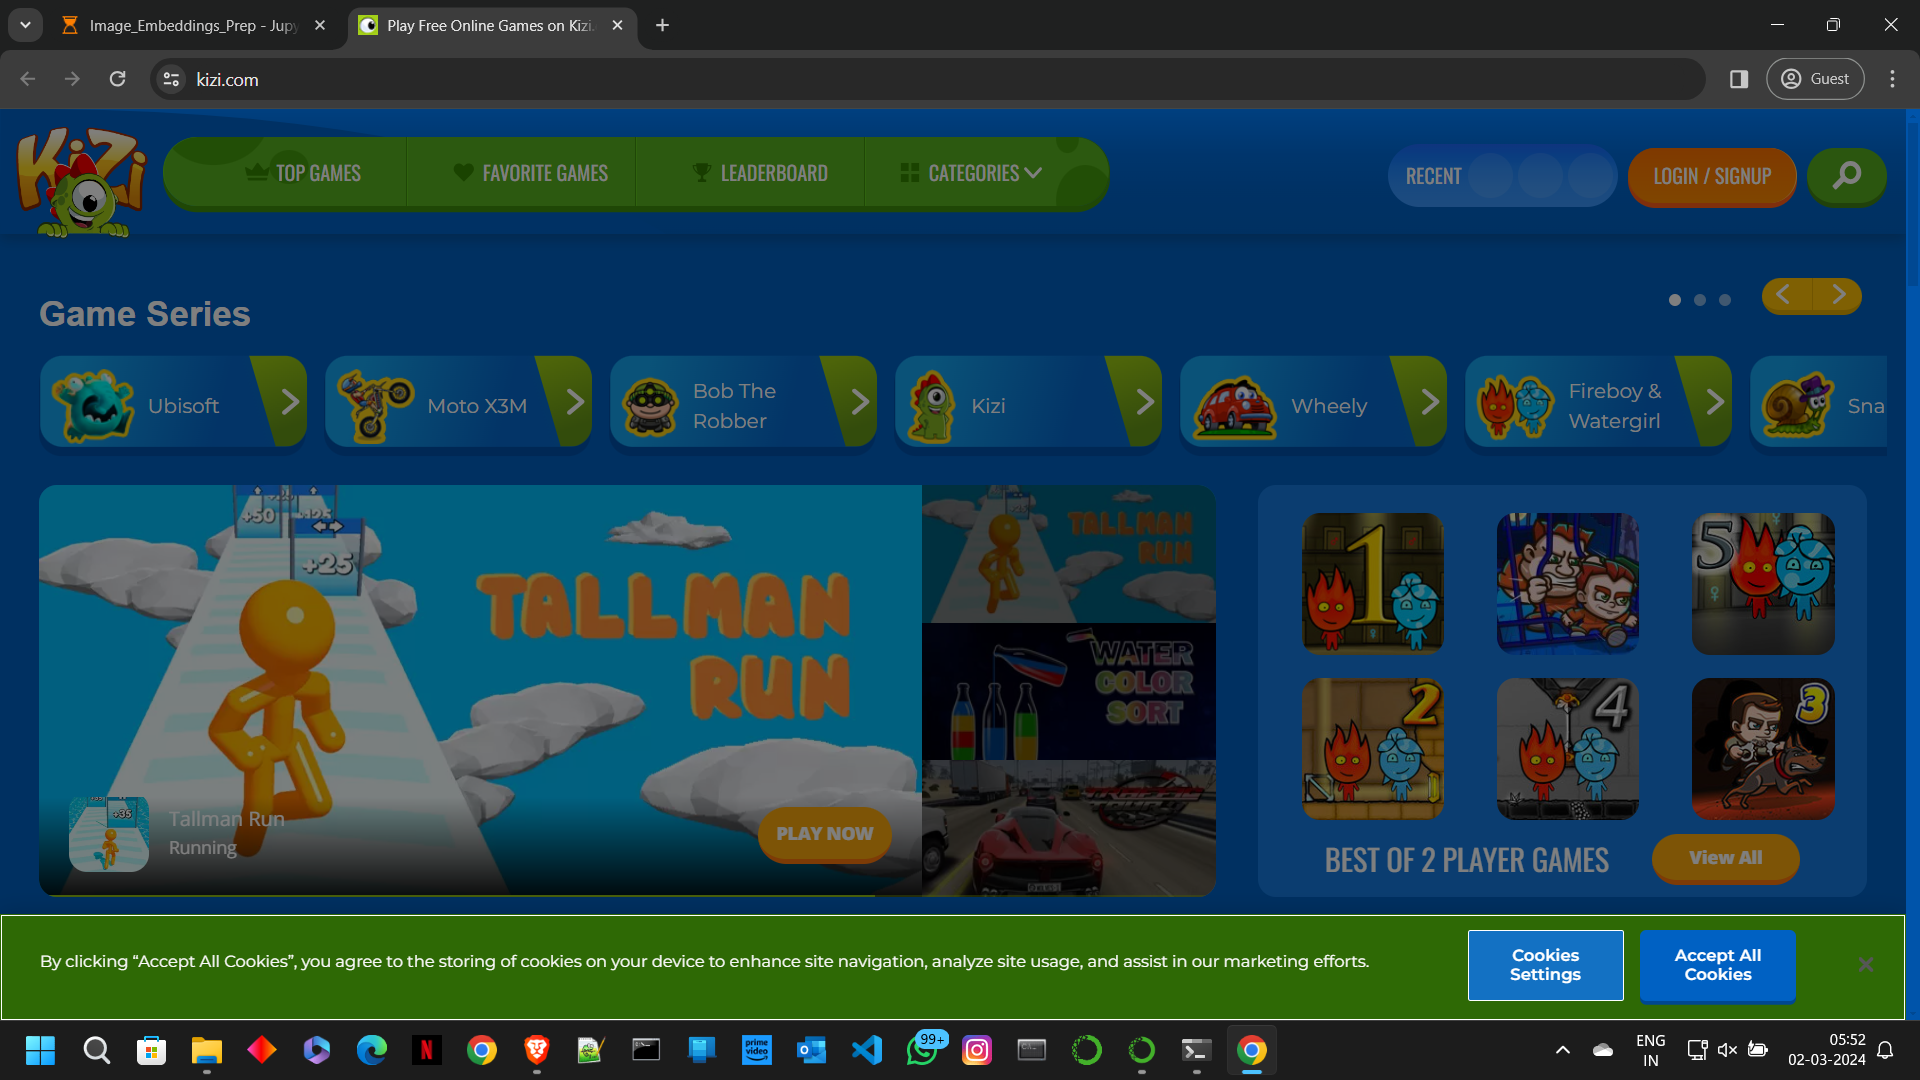 Image_Embeddings_Prep - Jup
Play Free Online Games on Kizi.
kizi.com
Guest
KiZi
TOP GAMES
FAVORITE GAMES
LEADERBOARD
CATEGORIES
RECENT
LOGIN / SIGNUP
Game Series
Ubisoft
Moto X3M
Bob The
Robber
Kizi
Wheely
Fireboy &
Watergirl
Sna
+50
+25
TALLMAN
RUN
+35
Tallman Run
Running
PLAY NOW
TALLMAN
RUN
WATER
COLOR
SORT
1
5
2
4
3
BEST OF 2 PLAYER GAMES
View All
By clicking “Accept All Cookies”, you agree to the storing of cookies on your device to enhance site navigation, analyze site usage, and assist in our marketing efforts.
Cookies
Settings
Accept All
Cookies
N
prime
video
99+
ENG
IN
05:52
02-03-2024